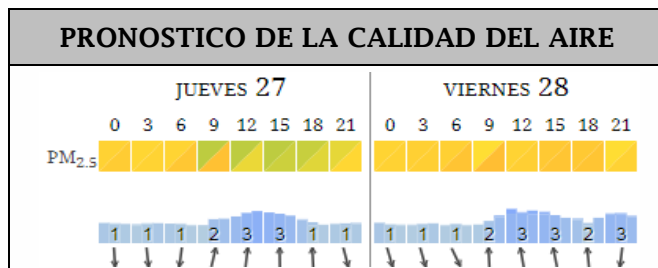 PRONOSTICO DE LA CALIDAD DEL AIRE
JUEVES 27 VIERNES 28
0 3 6 9 12 15 18 21 0 3 6 9 12 15 18 21
PM2.5
1 1 1 2 3 3 1 1 1 1 1 2 3 3 2 3